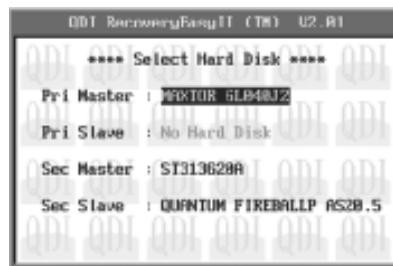 QDI RecoveryEasyII (TM) V2.01
**** Select Hard Disk ****
Pri Master : MAXTOR 6L040J2
Pri Slave : No Hard Disk
Sec Master : ST313620A
Sec Slave : QUANTUM FIREBALLP AS20.5